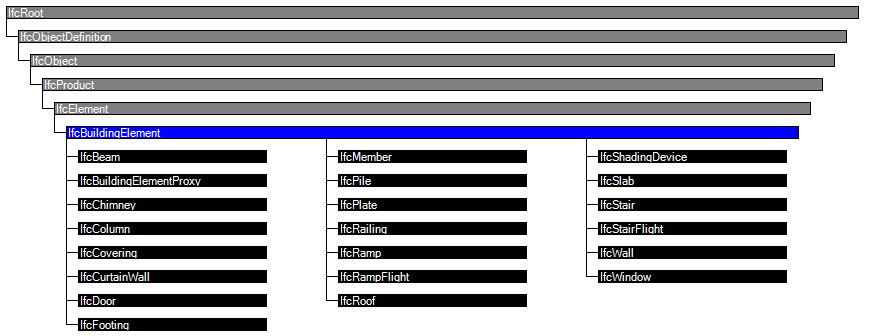 IfcRoot
IfcObjectDefinition
IfcObject
IfcProduct
IfcElement
IfcBuildingElement
IfcBeam
IfcBuildingElementProxy
IfcChimney
IfcColumn
IfcCovering
IfcCurtainWall
IfcDoor
IfcFooting
IfcMember
IfcPile
IfcPlate
IfcRailing
IfcRamp
IfcRampFlight
IfcRoof
IfcShadingDevice
IfcSlab
IfcStair
IfcStairFlight
IfcWall
IfcWindow